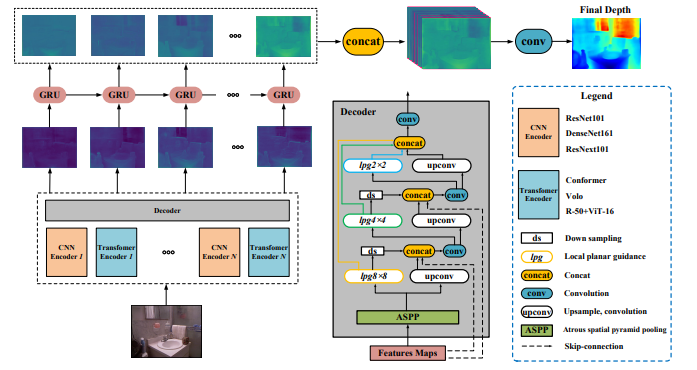 Final Depth
concat
conv
GRU
GRU
GRU
GRU
Decoder
CNN
Encoder 1
Transfomer
Encoder 1
CNN
Encoder N
Transfomer
Encoder N
Decoder
conv
concat
lpg2×2
upconv
ds
concat
conv
lpg4×4
upconv
ds
concat
conv
lpg8×8
upconv
ASPP
Features Maps
Legend
CNN
Encoder
ResNet101
DenseNet161
ResNext101
Transfomer
Encoder
Conformer
Volo
R-50+ViT-16
ds Down sampling
lpg Local planar guidance
concat Concat
conv Convolution
upconv Upsample, convolution
ASPP Atrous spatial pyramid pooling
Skip-connection